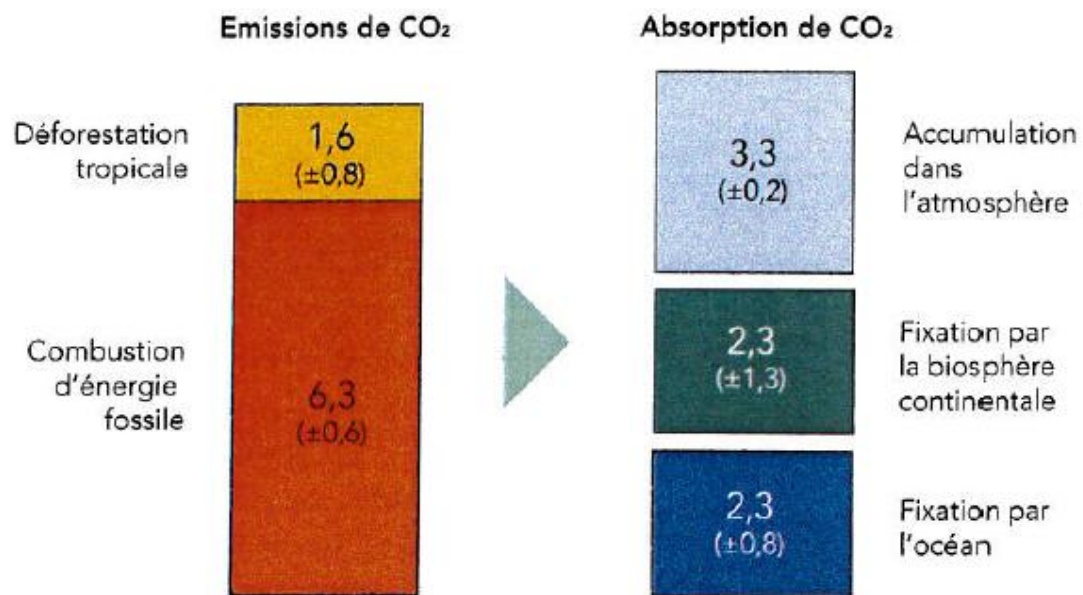 Emissions de CO₂
Déforestation
tropicale
1,6
(±0,8)
Combustion
d'énergie
fossile
6,3
(±0,6)
Absorption de CO₂
3,3
(±0,2)
Accumulation
dans
l'atmosphère
2,3
(±1,3)
Fixation par
la biosphère
continentale
2,3
(±0,8)
Fixation par
l'océan